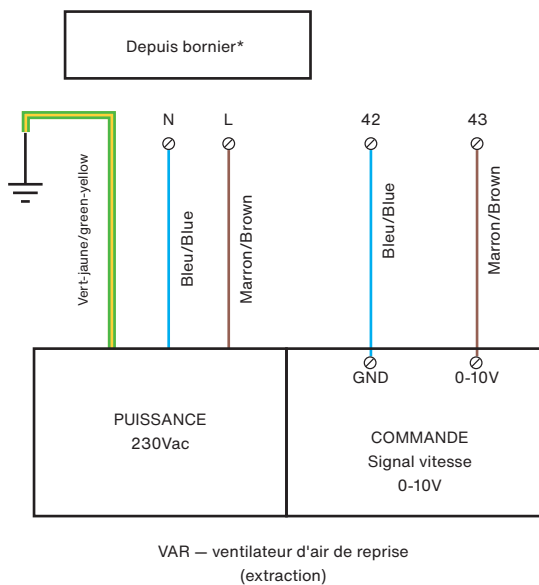 Depuis bornier*
N
L
42
43
Vert-jaune/green-yellow
Bleu/Blue
Marron/Brown
Bleu/Blue
Marron/Brown
GND
0-10V
PUISSANCE
230Vac
COMMANDE
Signal vitesse
0-10V
VAR — ventilateur d'air de reprise
(extraction)